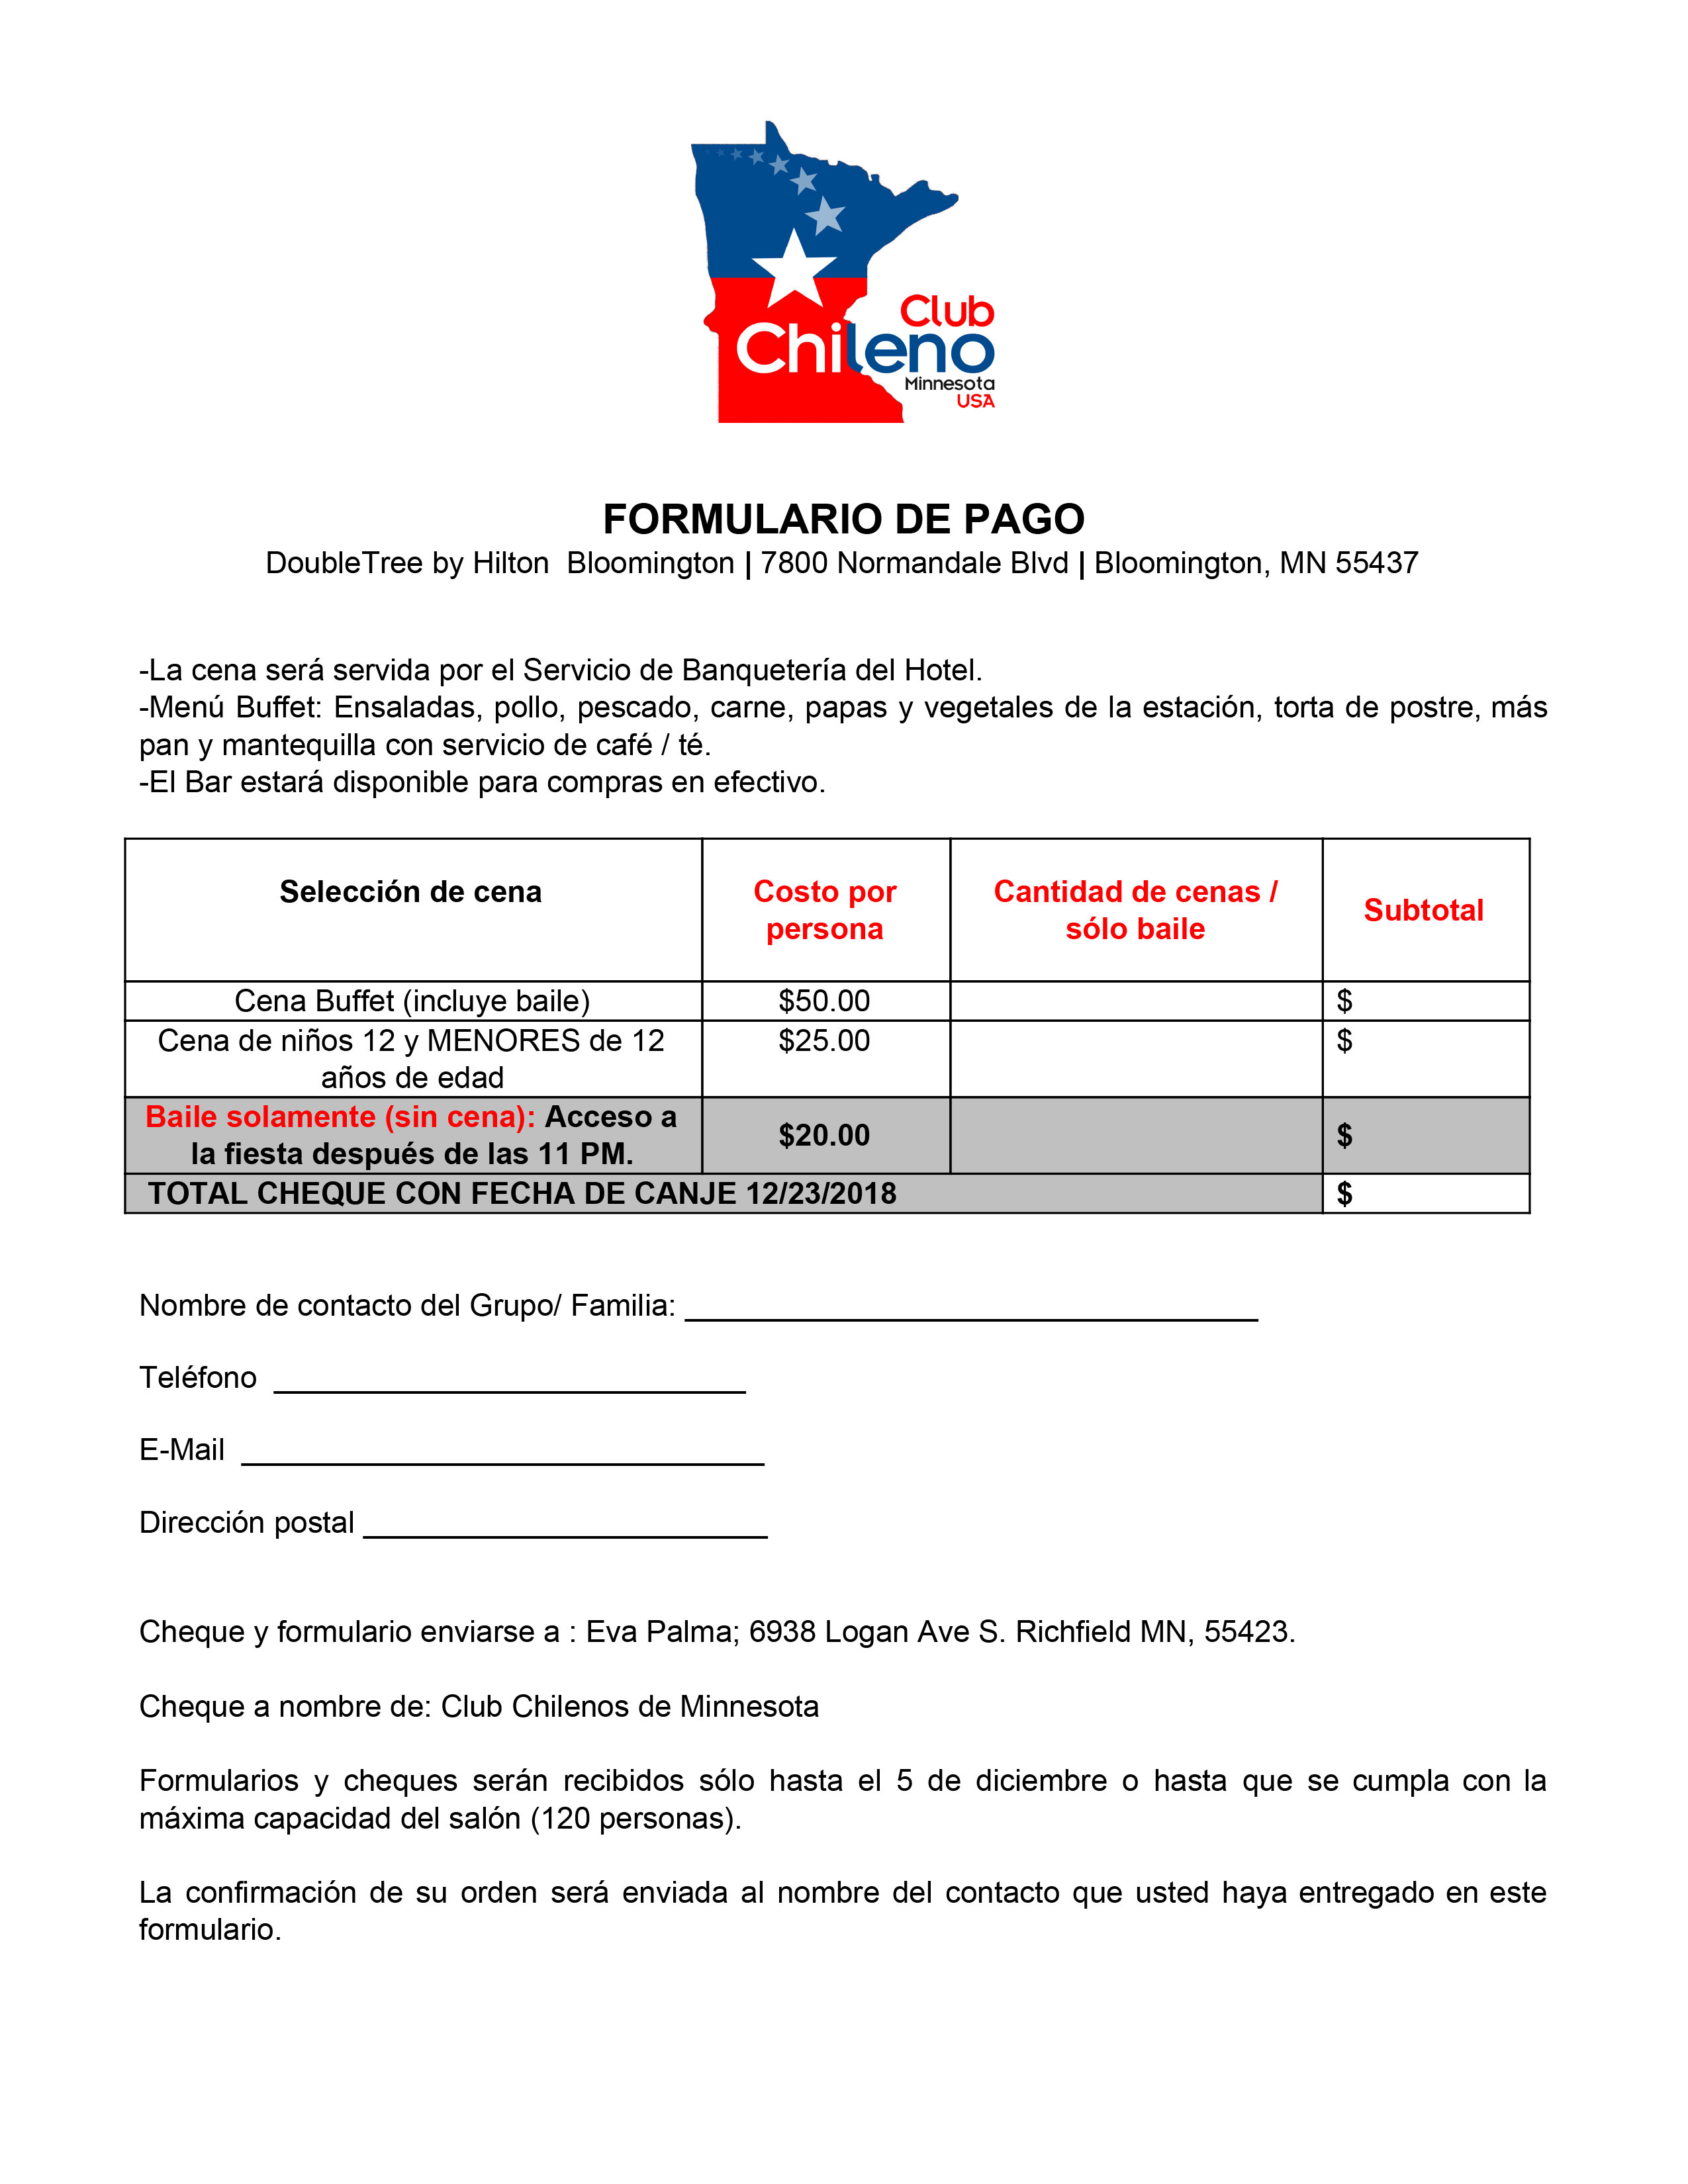 Club
Chileno
Minnesota
USA
FORMULARIO DE PAGO
DoubleTree by Hilton  Bloomington | 7800 Normandale Blvd | Bloomington, MN 55437
-La cena será servida por el Servicio de Banquetería del Hotel.
-Menú Buffet: Ensaladas, pollo, pescado, carne, papas y vegetales de la estación, torta de postre, más
pan y mantequilla con servicio de café / té.
-El Bar estará disponible para compras en efectivo.
Selección de cena
Costo por
persona
Cantidad de cenas /
sólo baile
Subtotal
Cena Buffet (incluye baile)
$50.00
$
Cena de niños 12 y MENORES de 12
años de edad
$25.00
$
Baile solamente (sin cena): Acceso a
la fiesta después de las 11 PM.
$20.00
$
TOTAL CHEQUE CON FECHA DE CANJE 12/23/2018
$
Nombre de contacto del Grupo/ Familia: ___________________________________
Teléfono ____________________________
E-Mail _______________________________
Dirección postal ________________________
Cheque y formulario enviarse a : Eva Palma; 6938 Logan Ave S. Richfield MN, 55423.
Cheque a nombre de: Club Chilenos de Minnesota
Formularios y cheques serán recibidos sólo hasta el 5 de diciembre o hasta que se cumpla con la
máxima capacidad del salón (120 personas).
La confirmación de su orden será enviada al nombre del contacto que usted haya entregado en este
formulario.